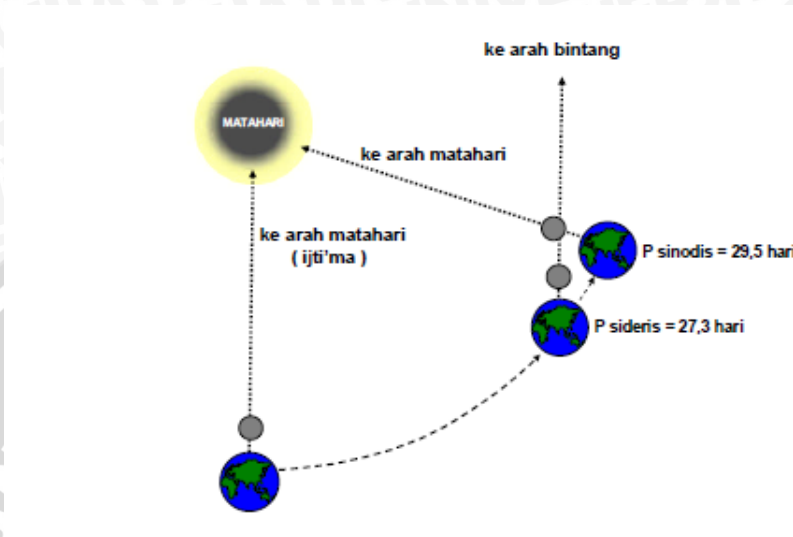 ke arah bintang
MATAHARI
ke arah matahari
ke arah matahari
( ijti'ma )
P sinodis = 29,5 hari
P sideris = 27,3 hari